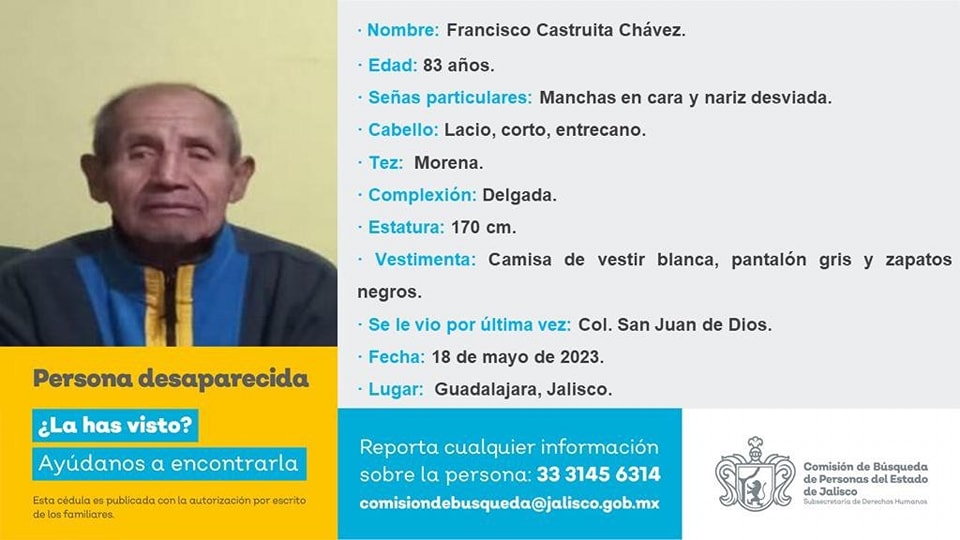 · Nombre: Francisco Castruita Chávez.
· Edad: 83 años.
· Señas particulares: Manchas en cara y nariz desviada.
· Cabello: Lacio, corto, entrecano.
· Tez: Morena.
· Complexión: Delgada.
· Estatura: 170 cm.
· Vestimenta: Camisa de vestir blanca, pantalón gris y zapatos
negros.
· Se le vio por última vez: Col. San Juan de Dios.
· Fecha: 18 de mayo de 2023.
· Lugar: Guadalajara, Jalisco.
Persona desaparecida
¿La has visto?
Ayúdanos a encontrarla
Esta cédula es publicada con la autorización por escrito
de los familiares.
Reporta cualquier información
sobre la persona: 33 3145 6314
comisiondebusqueda@jalisco.gob.mx
Comisión de Búsqueda
de Personas del Estado
de Jalisco
Subsecretaría de Derechos Humanos